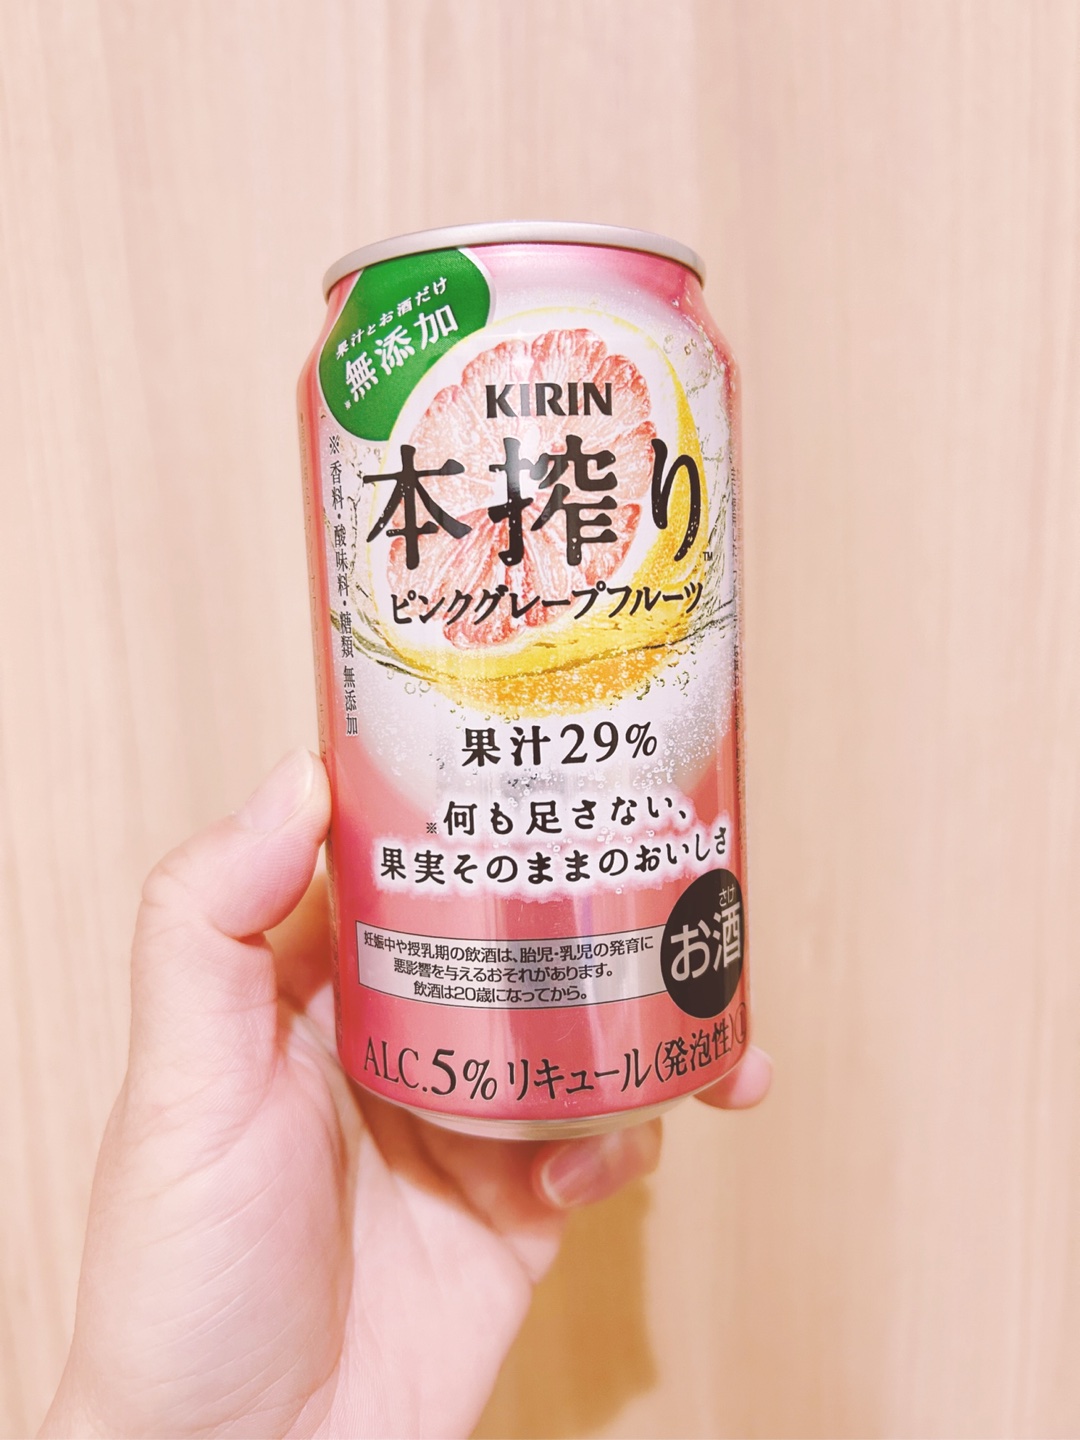 果汁とお酒だけ
※無添加
KIRIN
本搾り™
ピンクグレープフルーツ
※香料・酸味料・糖類 無添加
果汁29%
※何も足さない、
果実そのままのおいしさ
妊娠中や授乳期の飲酒は、胎児・乳児の発育に
悪影響を与えるおそれがあります。
飲酒は20歳になってから。
さけ
お酒
ALC.5% リキュール(発泡性)①